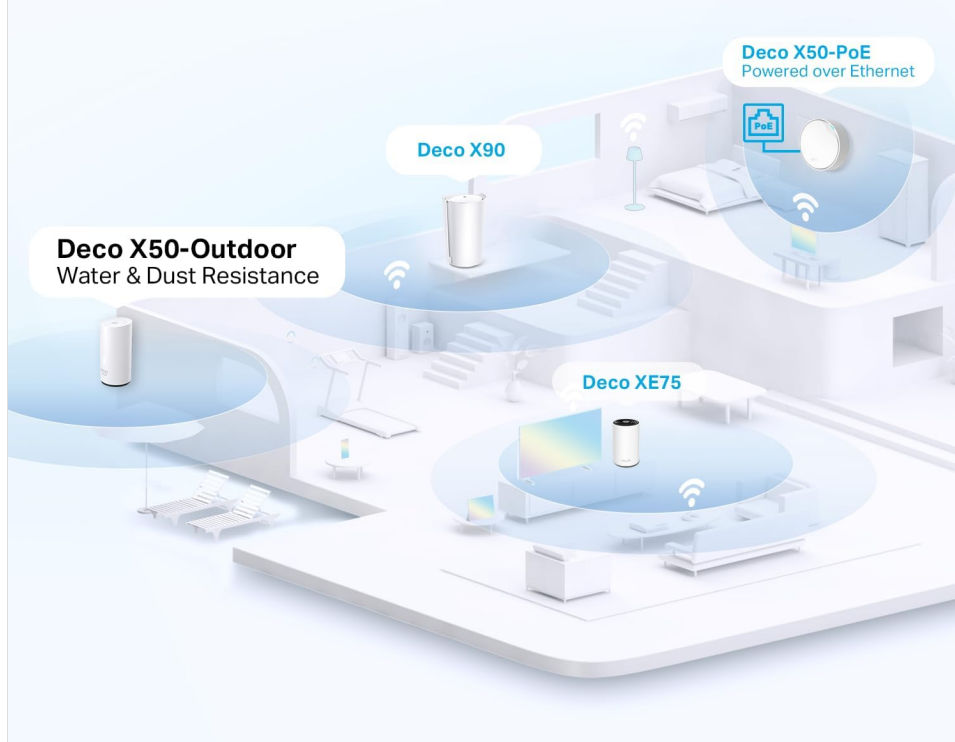 Deco X50-PoE
Powered over Ethernet
PoE
Deco X90
Deco X50-Outdoor
Water & Dust Resistance
Deco XE75